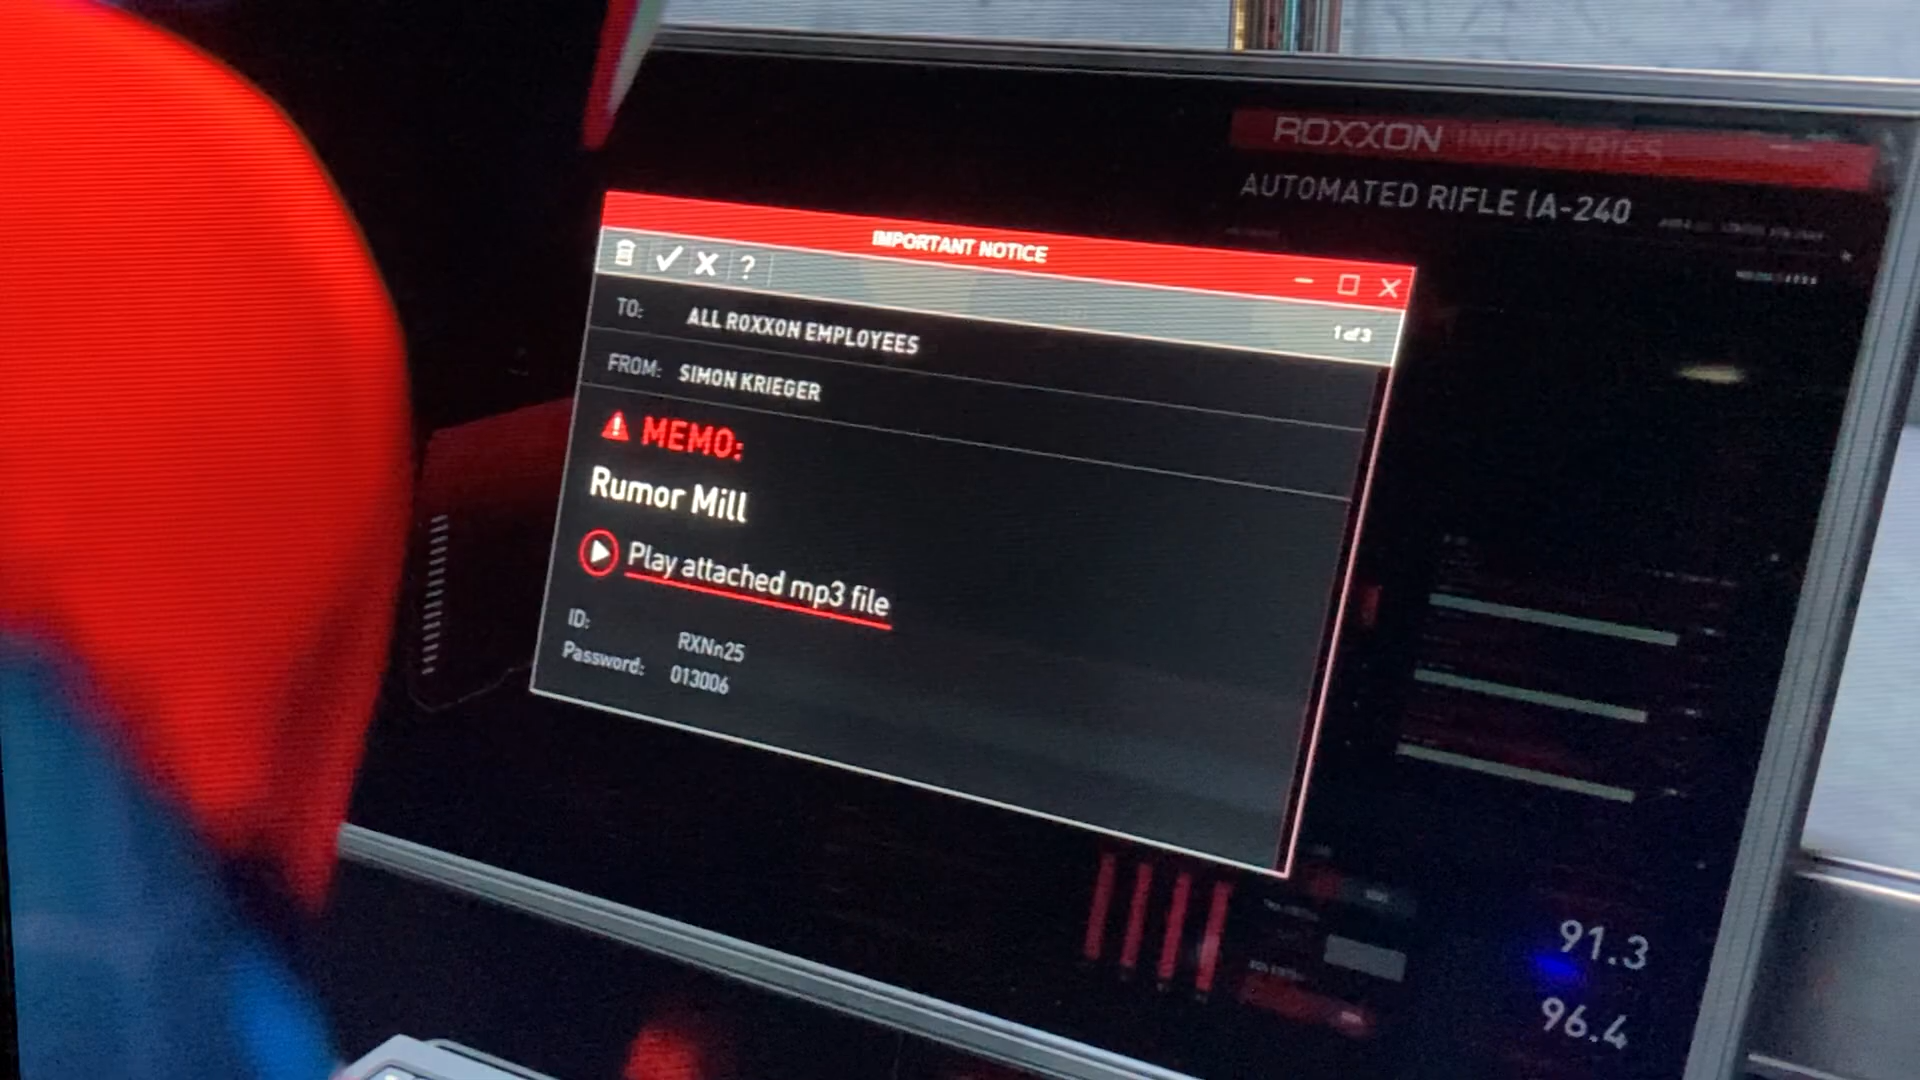 ROXXON INDUSTRIES
AUTOMATED RIFLE (A-240
IMPORTANT NOTICE
?
1 of 3
TO: ALL ROXXON EMPLOYEES
FROM: SIMON KRIEGER
MEMO:
Rumor Mill
Play attached mp3 file
ID: RXNn25
Password: 013006
91.3
96.4